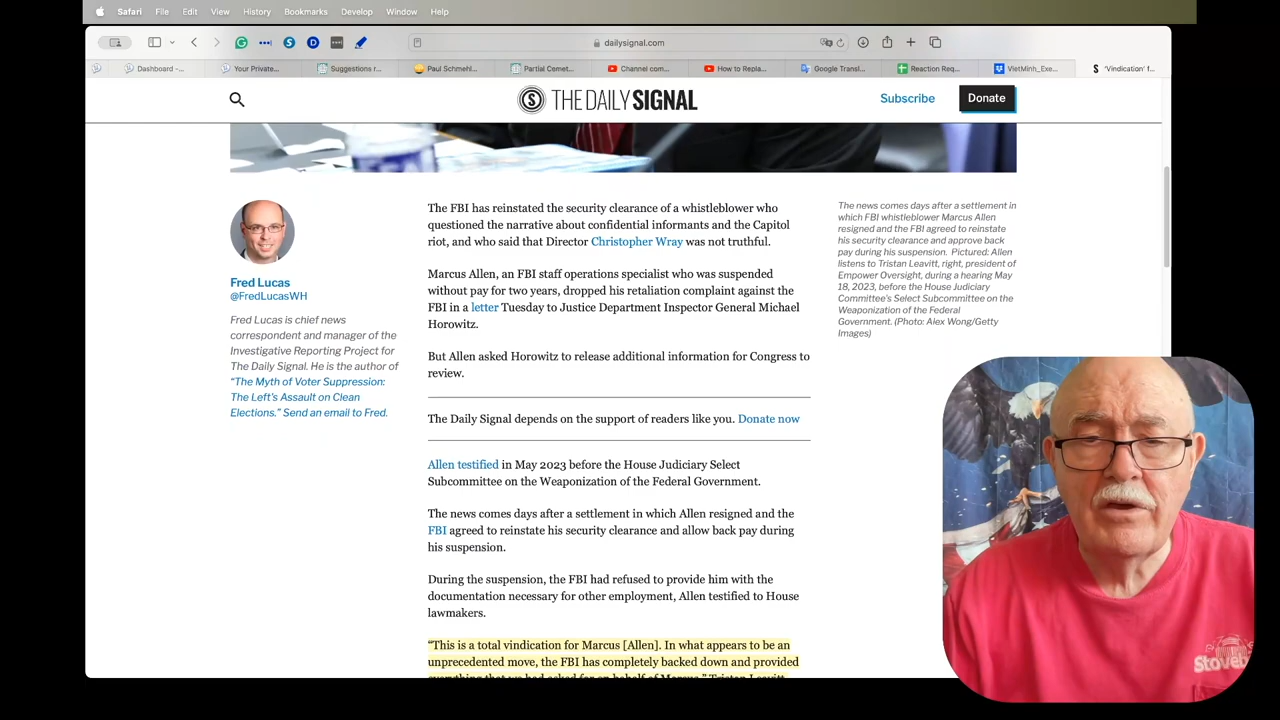 Safari File Edit View History Bookmarks Develop Window Help
dailysignal.com
Dashboard -...
Your Private...
Suggestions r...
Paul Schmehl...
Partial Cemet...
Channel com...
How to Repla...
Google Transl...
Reaction Req...
VietMinh_Exe...
'Vindication' f...
THE DAILY SIGNAL
Subscribe
Donate
Fred Lucas
@FredLucasWH
Fred Lucas is chief news
correspondent and manager of the
Investigative Reporting Project for
The Daily Signal. He is the author of
“The Myth of Voter Suppression:
The Left’s Assault on Clean
Elections.” Send an email to Fred.
The FBI has reinstated the security clearance of a whistleblower who
questioned the narrative about confidential informants and the Capitol
riot, and who said that Director Christopher Wray was not truthful.
Marcus Allen, an FBI staff operations specialist who was suspended
without pay for two years, dropped his retaliation complaint against the
FBI in a letter Tuesday to Justice Department Inspector General Michael
Horowitz.
But Allen asked Horowitz to release additional information for Congress to
review.
The Daily Signal depends on the support of readers like you. Donate now
Allen testified in May 2023 before the House Judiciary Select
Subcommittee on the Weaponization of the Federal Government.
The news comes days after a settlement in which Allen resigned and the
FBI agreed to reinstate his security clearance and allow back pay during
his suspension.
During the suspension, the FBI had refused to provide him with the
documentation necessary for other employment, Allen testified to House
lawmakers.
“This is a total vindication for Marcus [Allen]. In what appears to be an
unprecedented move, the FBI has completely backed down and provided
everything that we had asked for on behalf of Marcus,” Tristan Leavitt,
The news comes days after a settlement in
which FBI whistleblower Marcus Allen
resigned and the FBI agreed to reinstate
his security clearance and approve back
pay during his suspension. Pictured: Allen
listens to Tristan Leavitt, right, president of
Empower Oversight, during a hearing May
18, 2023, before the House Judiciary
Committee’s Select Subcommittee on the
Weaponization of the Federal
Government. (Photo: Alex Wong/Getty
Images)